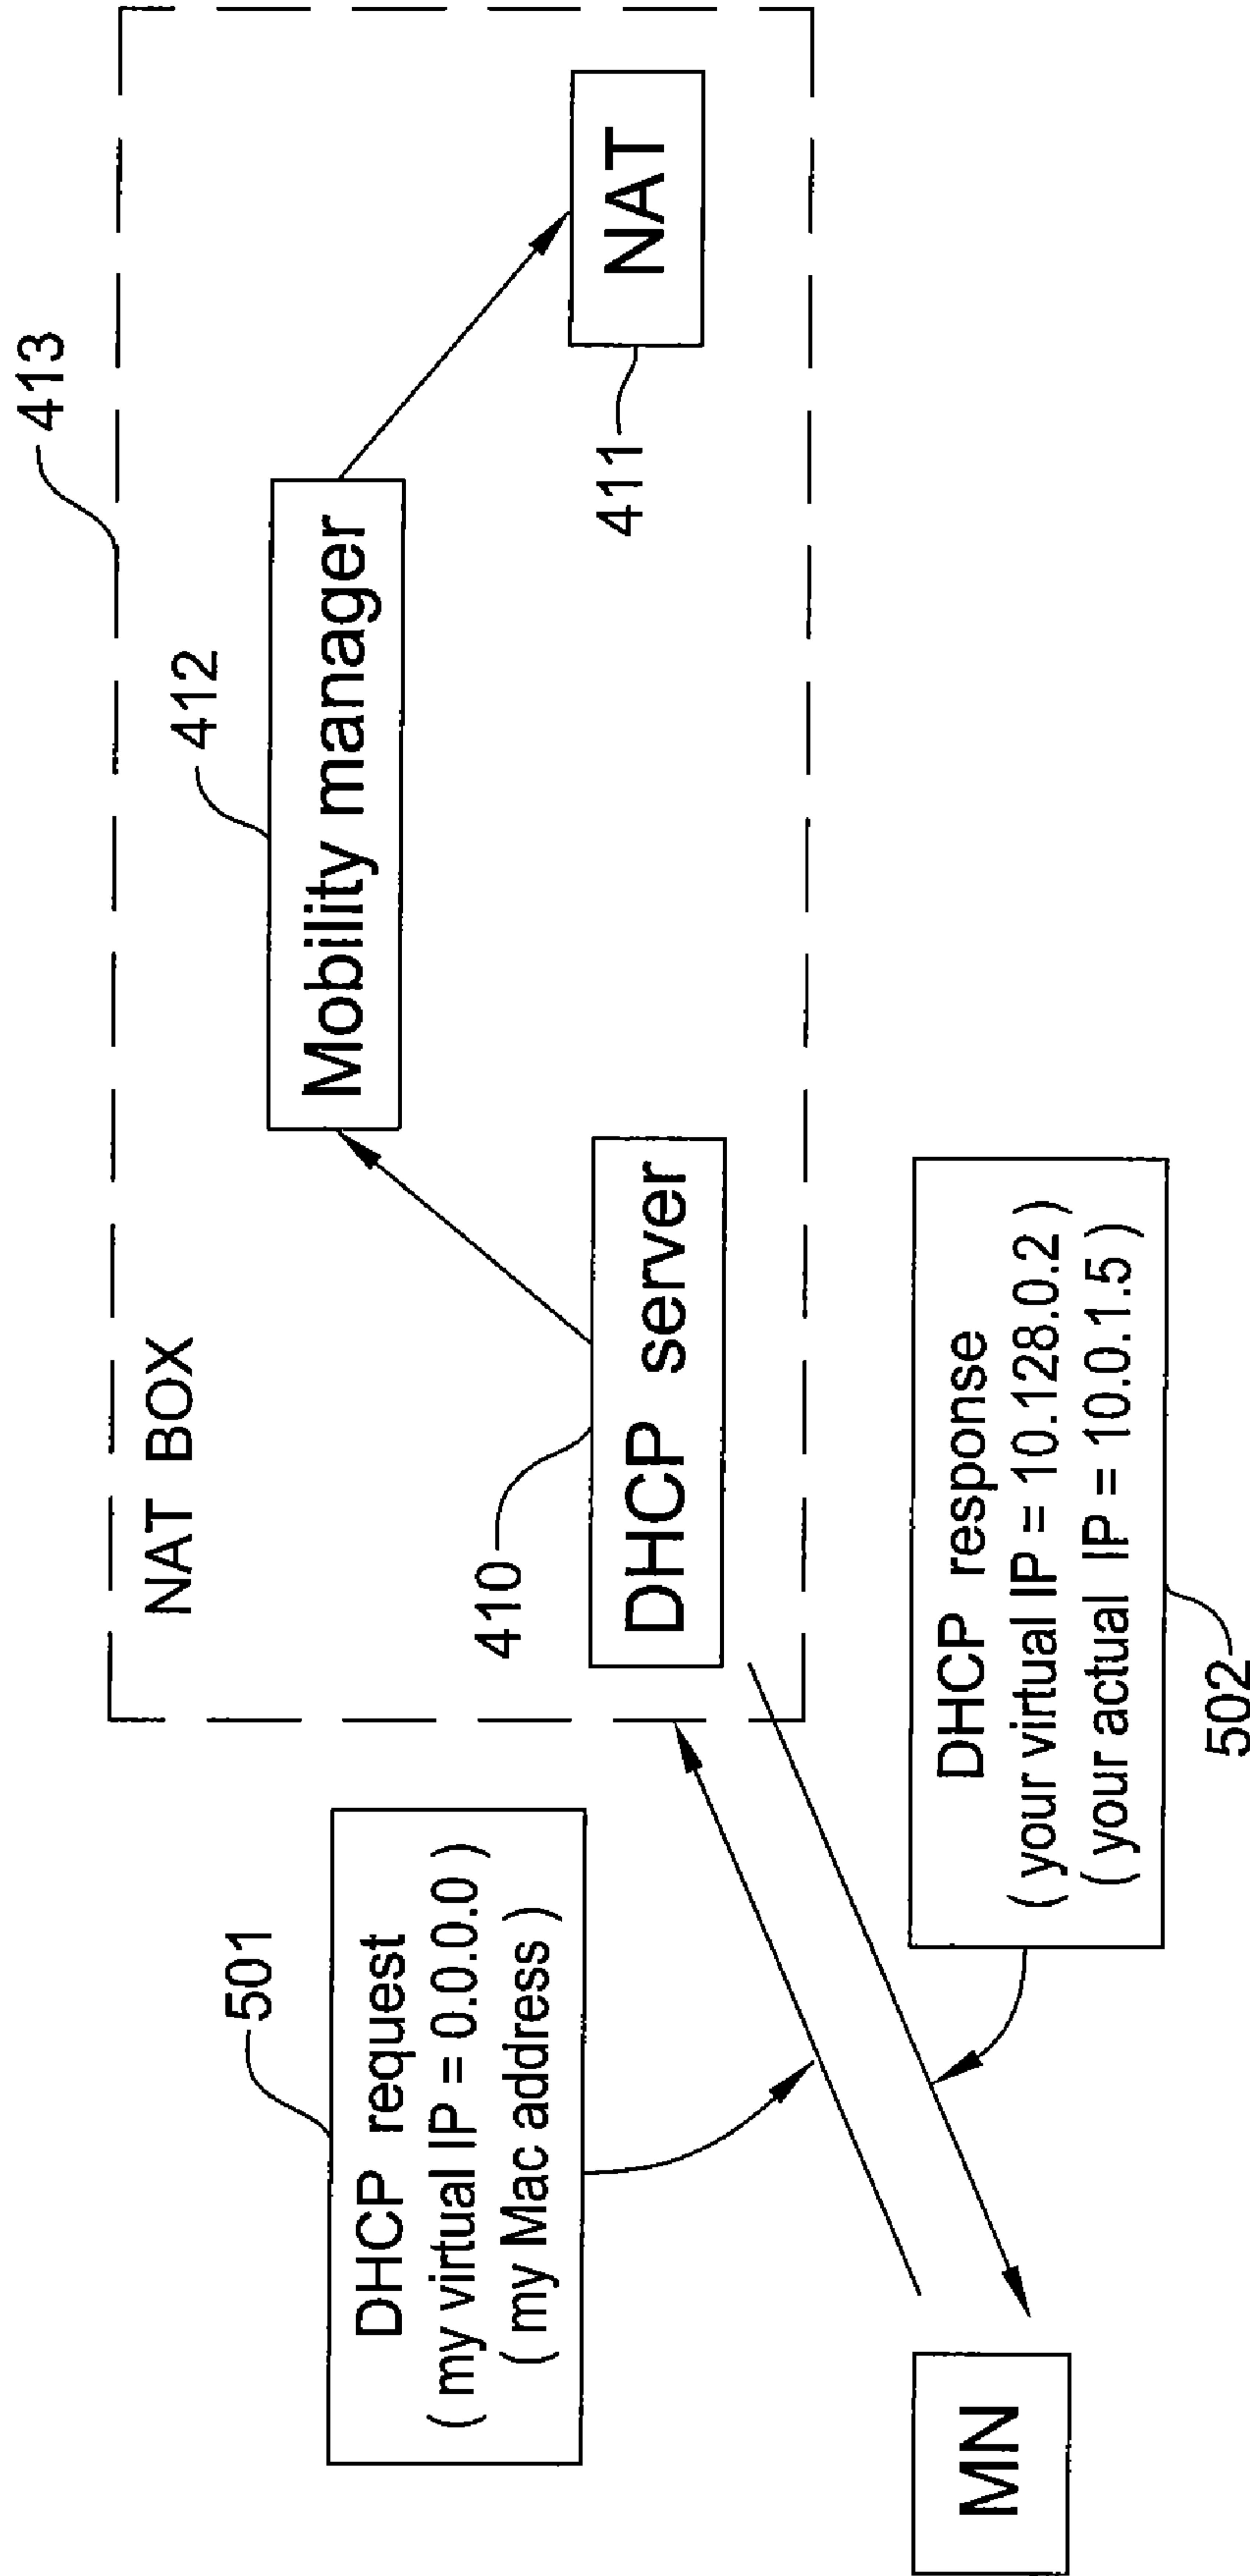 413
NAT BOX
412
Mobility manager
NAT
411
410
DHCP server
501
DHCP request
( my virtual IP = 0.0.0.0 )
( my Mac address )
DHCP response
( your virtual IP = 10.128.0.2 )
( your actual IP = 10.0.1.5 )
502
MN